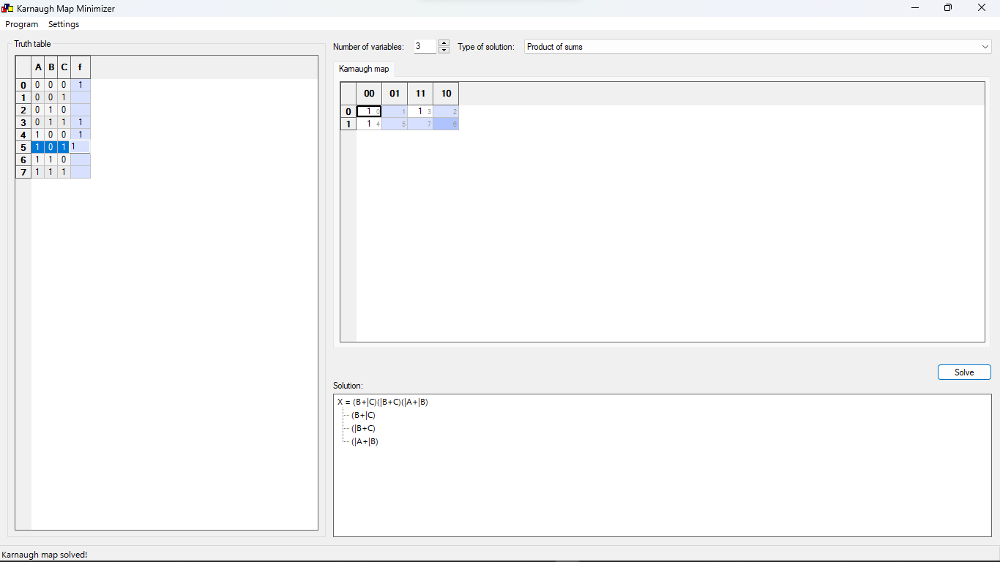 Karnaugh Map Minimizer
Program Settings
Truth table
A B C f
0 0 0 0 1
1 0 0 1
2 0 1 0
3 0 1 1 1
4 1 0 0 1
5 1 0 1 1
6 1 1 0
7 1 1 1
Number of variables: 3 Type of solution: Product of sums
Karnaugh map
00 01 11 10
0 1 0 1 1 3 2
1 1 4 5 7 6
Solve
Solution:
X = (B+|C)(|B+C)(|A+|B)
(B+|C)
(|B+C)
(|A+|B)
Karnaugh map solved!